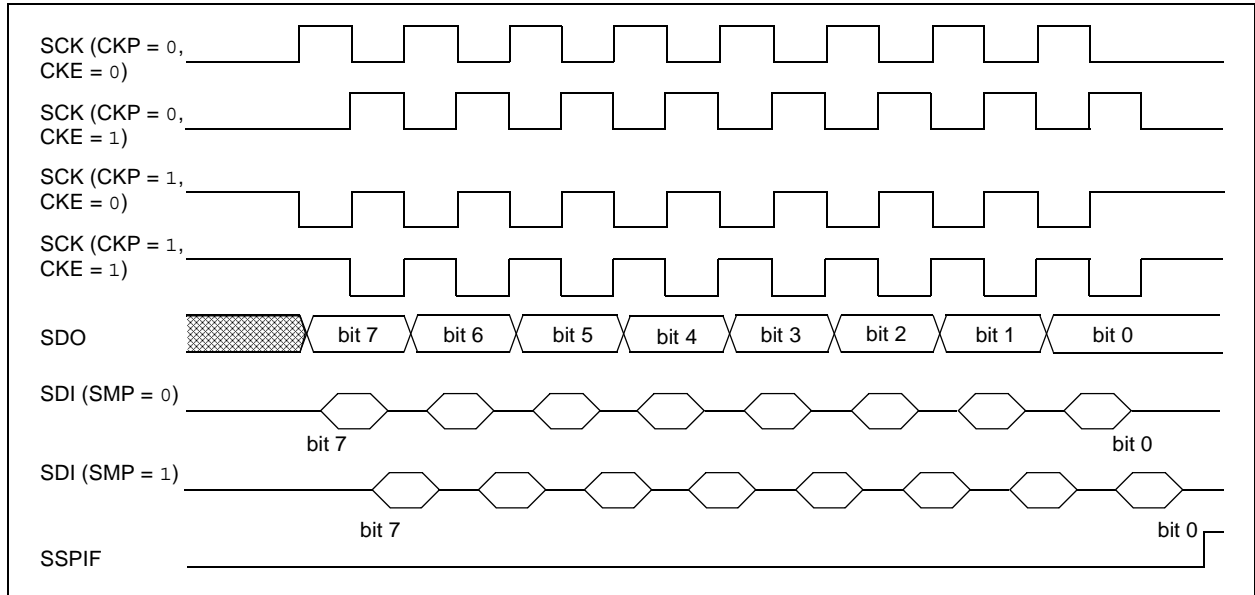 SCK (CKP = 0,
CKE = 0)
SCK (CKP = 0,
CKE = 1)
SCK (CKP = 1,
CKE = 0)
SCK (CKP = 1,
CKE = 1)
SDO bit 7 bit 6 bit 5 bit 4 bit 3 bit 2 bit 1 bit 0
SDI (SMP = 0)
bit 7 bit 0
SDI (SMP = 1)
bit 7 bit 0
SSPIF